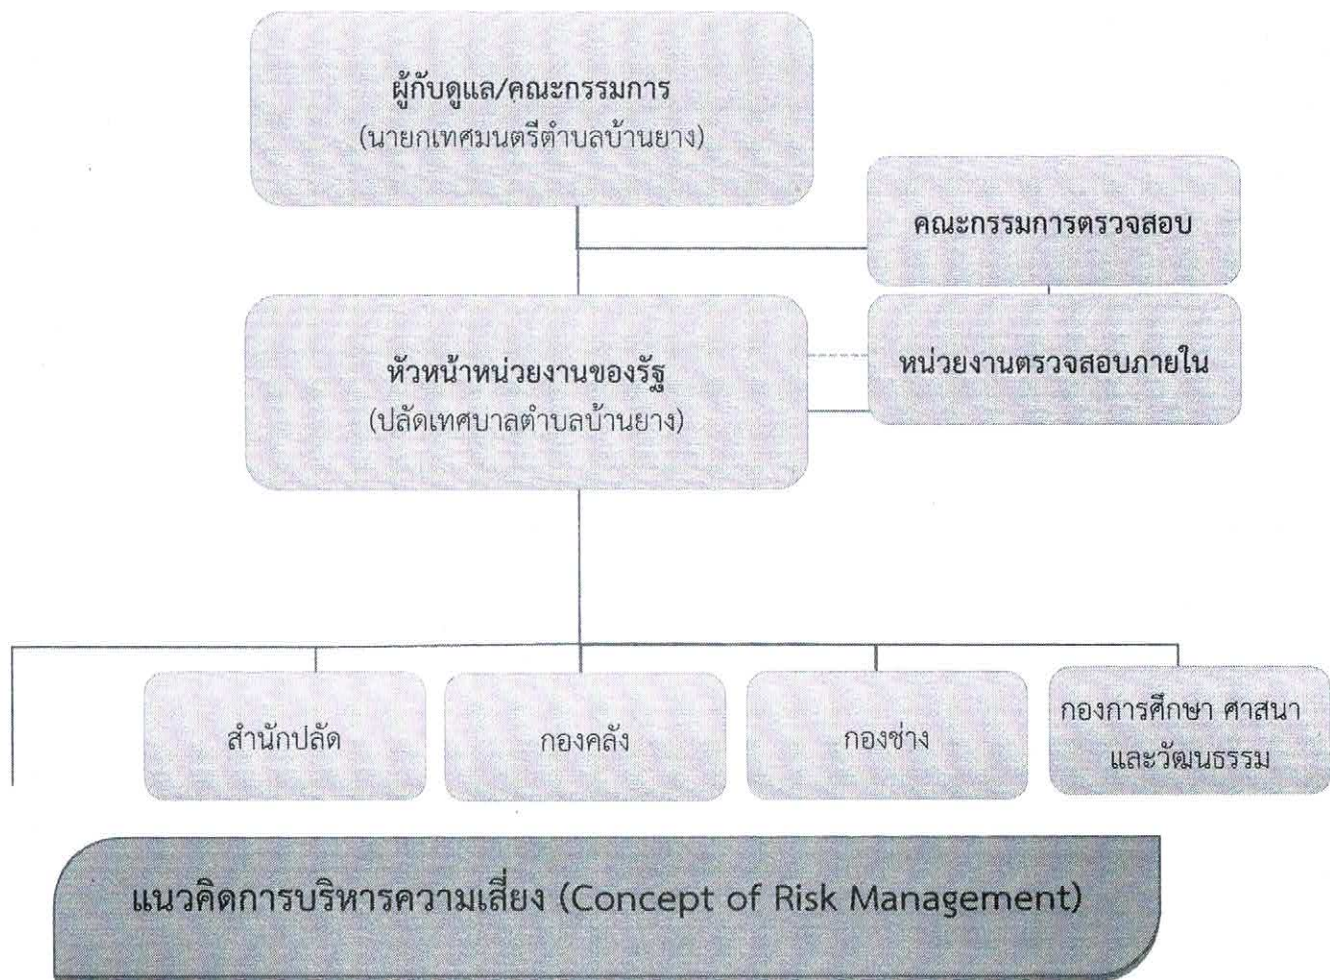 ผู้กับดูแล/คณะกรรมการ
(นายกเทศมนตรีตำบลบ้านยาง)
คณะกรรมการตรวจสอบ
หัวหน้าหน่วยงานของรัฐ
(ปลัดเทศบาลตำบลบ้านยาง)
หน่วยงานตรวจสอบภายใน
สำนักปลัด
กองคลัง
กองช่าง
กองการศึกษา ศาสนา
และวัฒนธรรม
แนวคิดการบริหารความเสี่ยง (Concept of Risk Management)